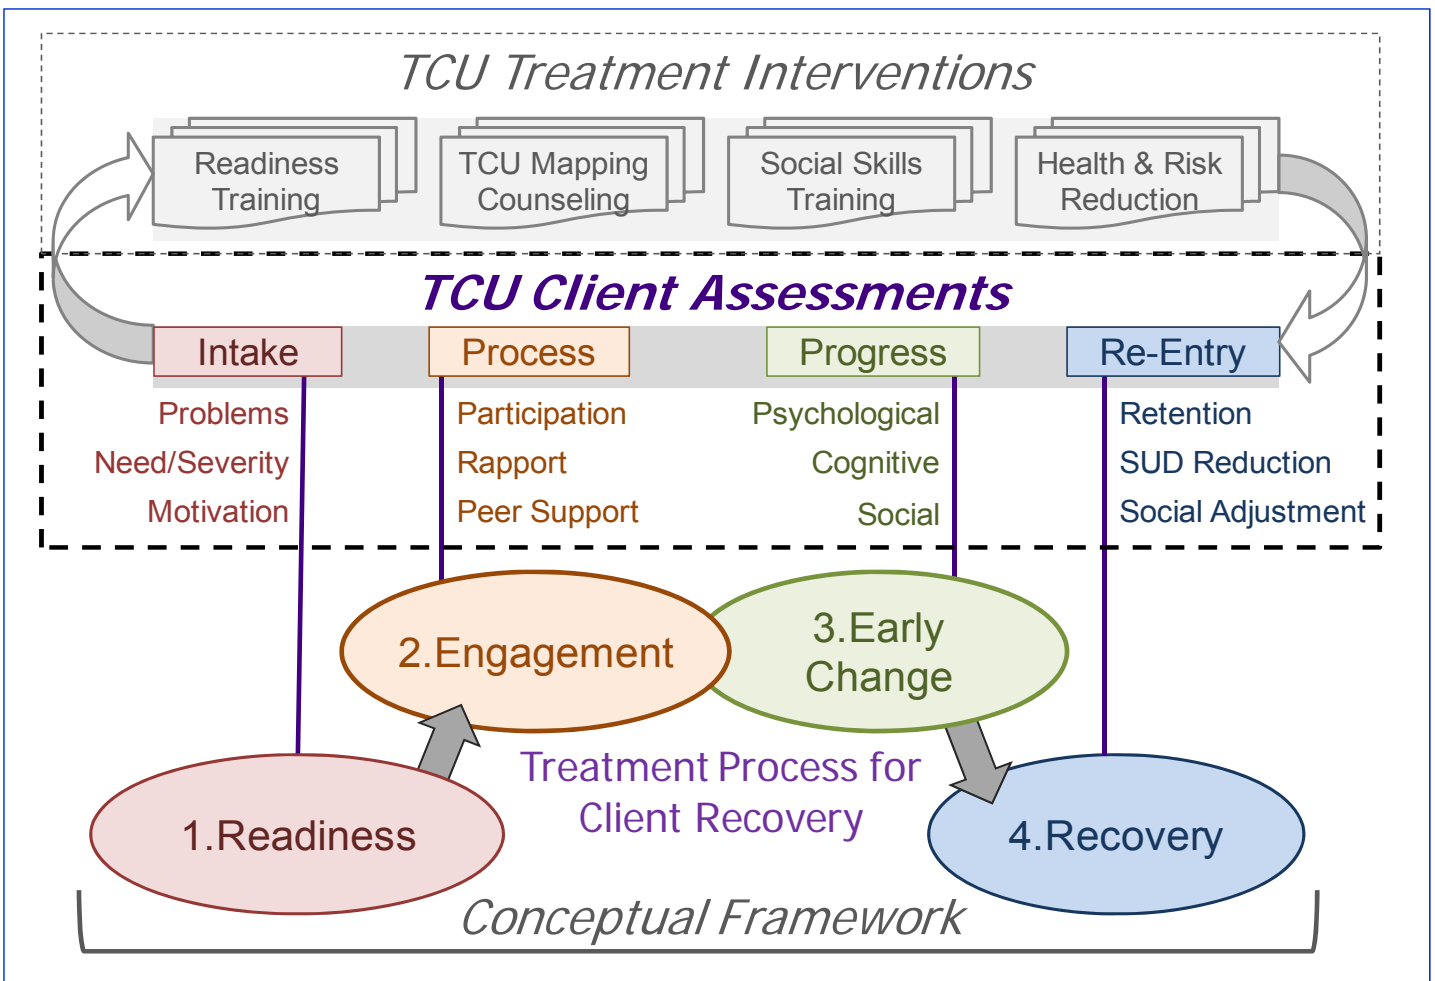 TCU Treatment Interventions
Readiness
Training
TCU Mapping
Counseling
Social Skills
Training
Health & Risk
Reduction
TCU Client Assessments
Intake
Process
Progress
Re-Entry
Problems
Need/Severity
Motivation
Participation
Rapport
Peer Support
Psychological
Cognitive
Social
Retention
SUD Reduction
Social Adjustment
2.Engagement
3.Early
Change
Treatment Process for
Client Recovery
1.Readiness
4.Recovery
Conceptual Framework